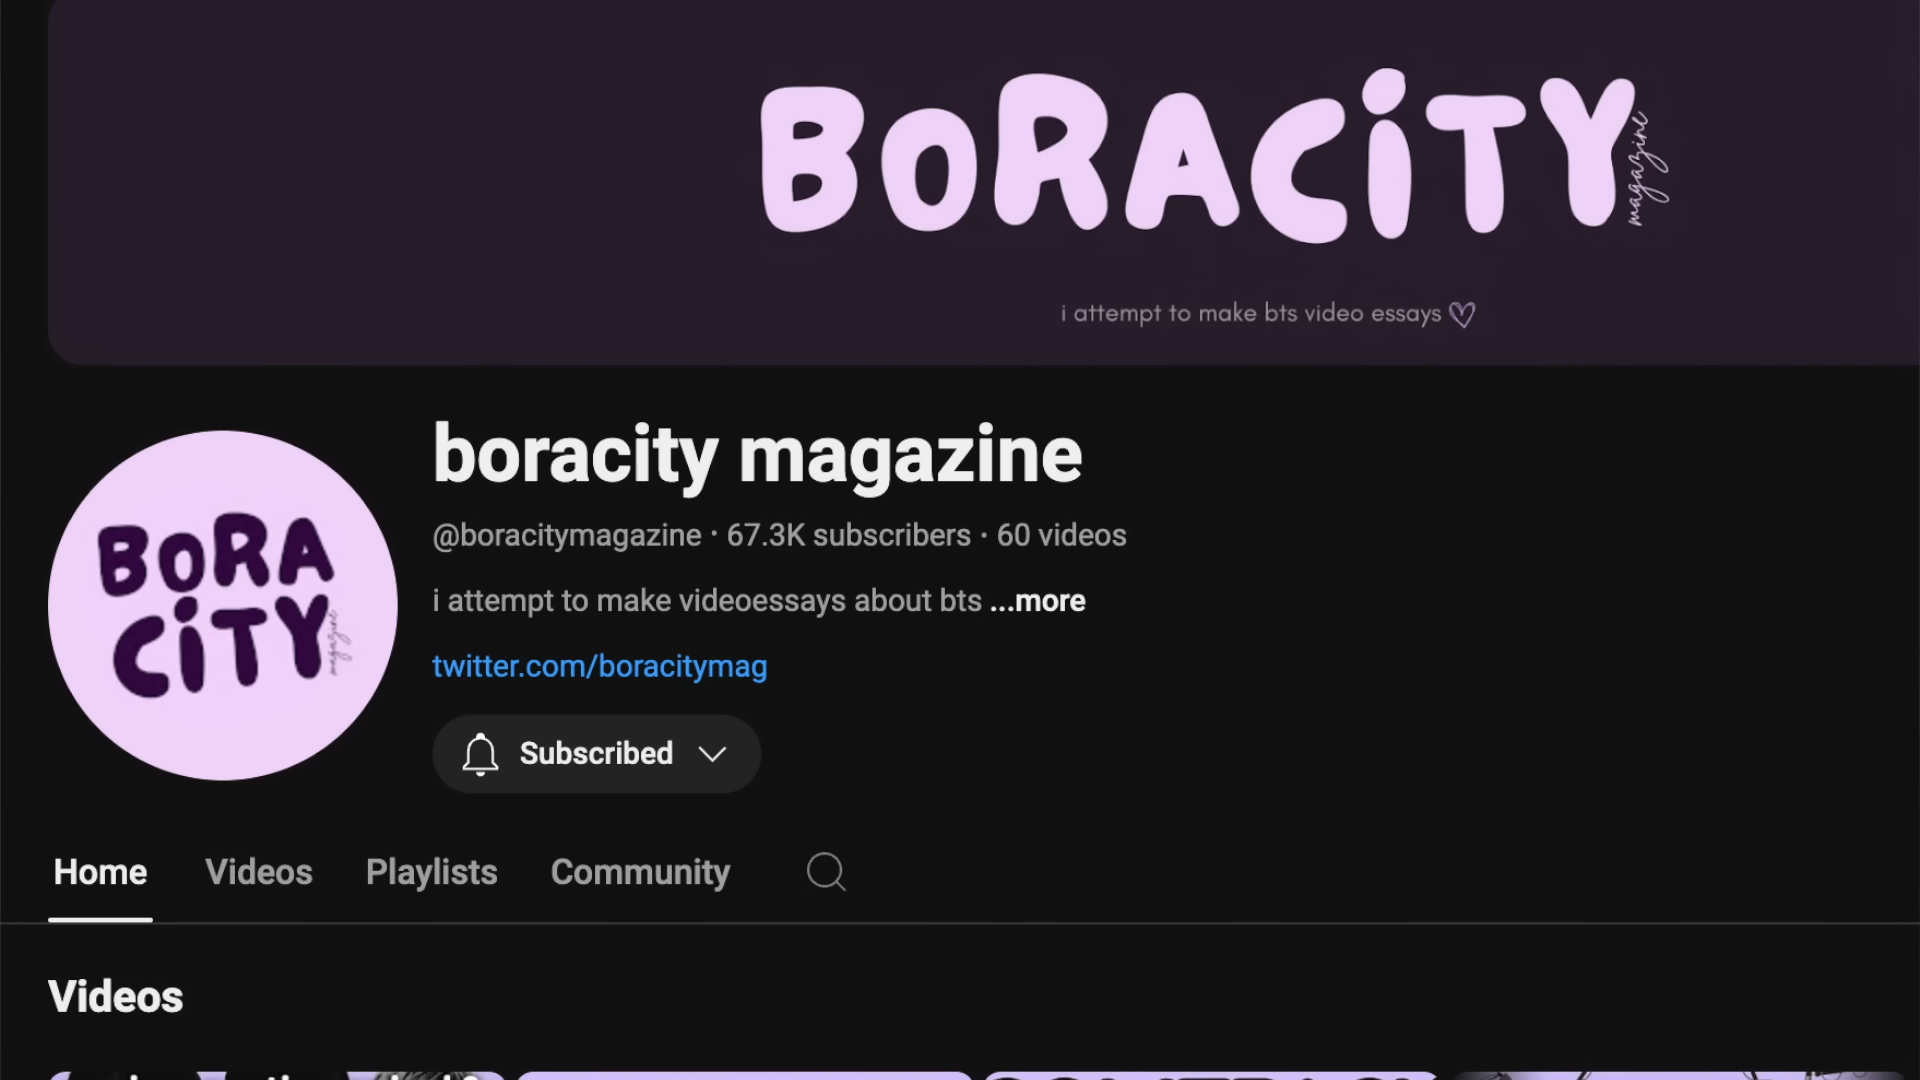 BORACITY
magazine
i attempt to make bts video essays
BORA
CITY
magazine
boracity magazine
@boracitymagazine · 67.3K subscribers · 60 videos
i attempt to make videoessays about bts ...more
twitter.com/boracitymag
Subscribed
Home Videos Playlists Community
Videos